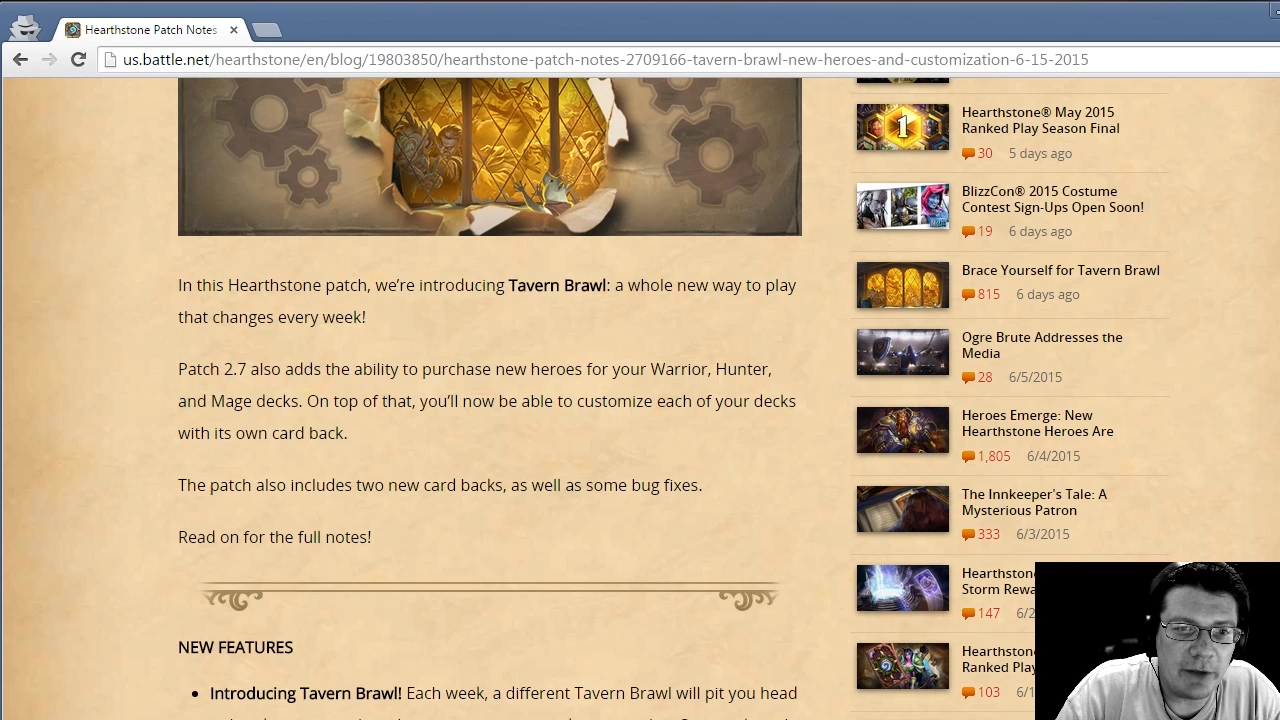 Hearthstone Patch Notes
us.battle.net/hearthstone/en/blog/19803850/hearthstone-patch-notes-2709166-tavern-brawl-new-heroes-and-customization-6-15-2015
In this Hearthstone patch, we’re introducing Tavern Brawl: a whole new way to play
that changes every week!
Patch 2.7 also adds the ability to purchase new heroes for your Warrior, Hunter,
and Mage decks. On top of that, you’ll now be able to customize each of your decks
with its own card back.
The patch also includes two new card backs, as well as some bug fixes.
Read on for the full notes!
NEW FEATURES
• Introducing Tavern Brawl! Each week, a different Tavern Brawl will pit you head
1
Hearthstone® May 2015
Ranked Play Season Final
30 5 days ago
BlizzCon® 2015 Costume
Contest Sign-Ups Open Soon!
19 6 days ago
Brace Yourself for Tavern Brawl
815 6 days ago
Ogre Brute Addresses the
Media
28 6/5/2015
Heroes Emerge: New
Hearthstone Heroes Are
1,805 6/4/2015
The Innkeeper's Tale: A
Mysterious Patron
333 6/3/2015
Hearthston
Storm Rewa
147 6/2
Hearthston
Ranked Play
103 6/1